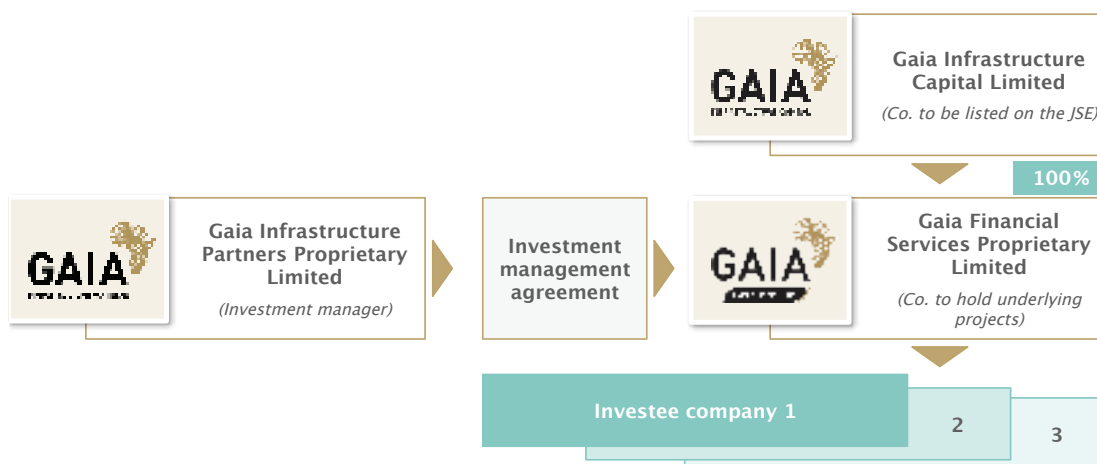 GAIA
Gaia Infrastructure
Capital Limited
(Co. to be listed on the JSE)
100%
GAIA
Gaia Infrastructure
Partners Proprietary
Limited
(Investment manager)
Investment
management
agreement
GAIA
Gaia Financial
Services Proprietary
Limited
(Co. to hold underlying
projects)
Investee company 1
2
3